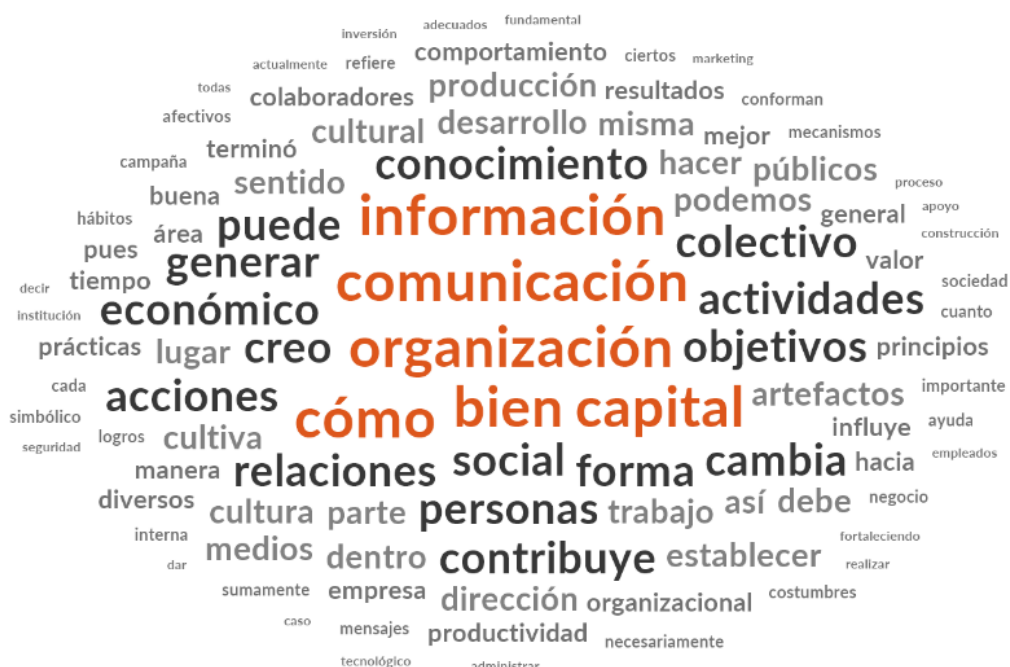 adecuados fundamental
inversión
comportamiento ciertos marketing
actualmente refiere
todas colaboradores producción resultados conforman
afectivos cultural desarrollo misma mejor mecanismos
campaña terminó conocimiento hacer públicos
buena sentido información podemos general proceso
hábitos área puede colectivo apoyo
pues generar comunicación valor construcción
decir tiempo económico actividades sociedad
institución cuanto
prácticas lugar creo organización objetivos principios
cada acciones bien capital artefactos importante
simbólico cómo influye ayuda
seguridad logros cultiva
manera relaciones social forma cambia hacia empleados
diversos cultura parte personas trabajo así debe negocio
interna medios dentro contribuye establecer fortaleciendo
dar realizar
sumamente empresa dirección organizacional costumbres
caso mensajes productividad necesariamente
tecnológico administrar